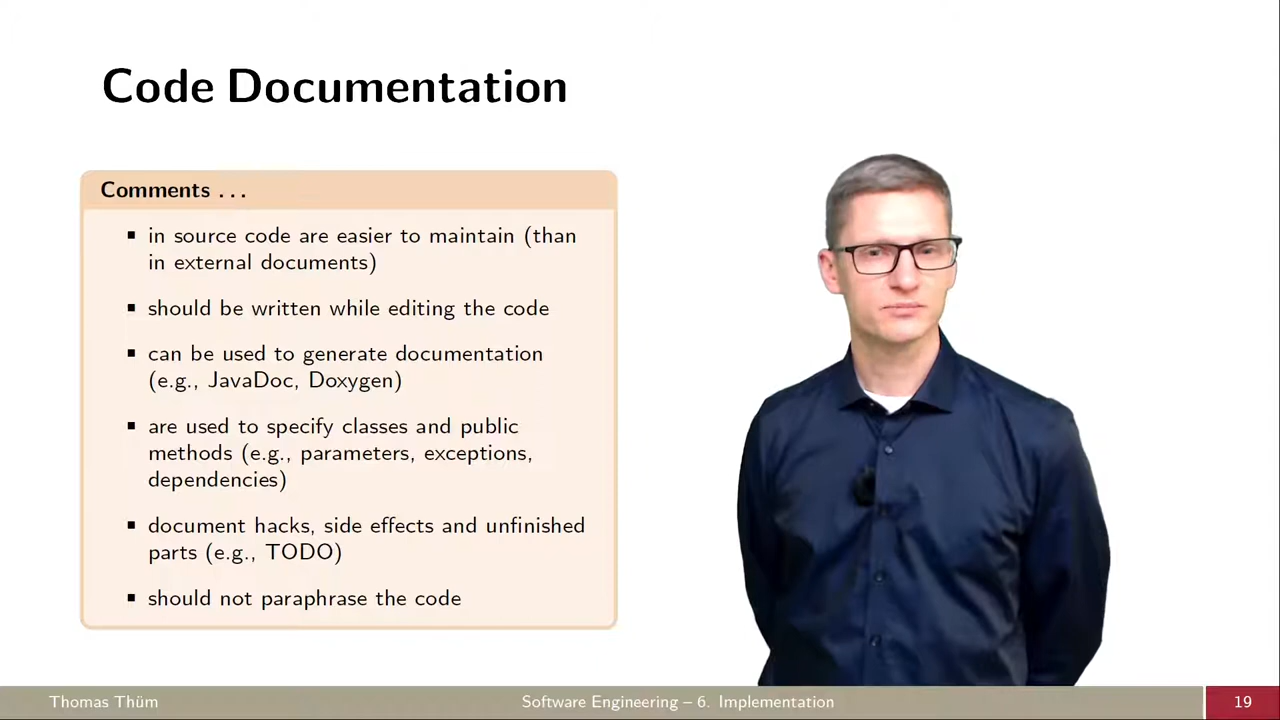 Code Documentation
Comments . . .
▪ in source code are easier to maintain (than
in external documents)
▪ should be written while editing the code
▪ can be used to generate documentation
(e.g., JavaDoc, Doxygen)
▪ are used to specify classes and public
methods (e.g., parameters, exceptions,
dependencies)
▪ document hacks, side effects and unfinished
parts (e.g., TODO)
▪ should not paraphrase the code
Thomas Thüm
Software Engineering – 6. Implementation
19